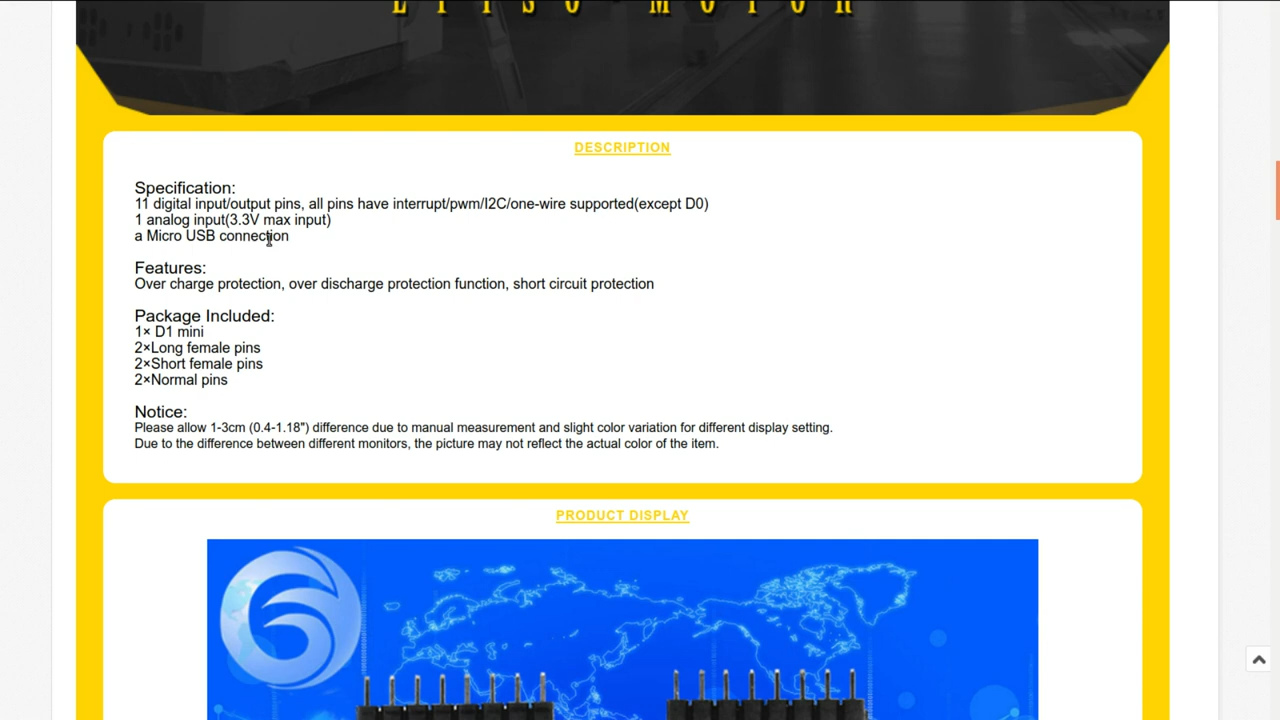 DESCRIPTION
Specification:
11 digital input/output pins, all pins have interrupt/pwm/I2C/one-wire supported(except D0)
1 analog input(3.3V max input)
a Micro USB connection
Features:
Over charge protection, over discharge protection function, short circuit protection
Package Included:
1× D1 mini
2×Long female pins
2×Short female pins
2×Normal pins
Notice:
Please allow 1-3cm (0.4-1.18") difference due to manual measurement and slight color variation for different display setting.
Due to the difference between different monitors, the picture may not reflect the actual color of the item.
PRODUCT DISPLAY